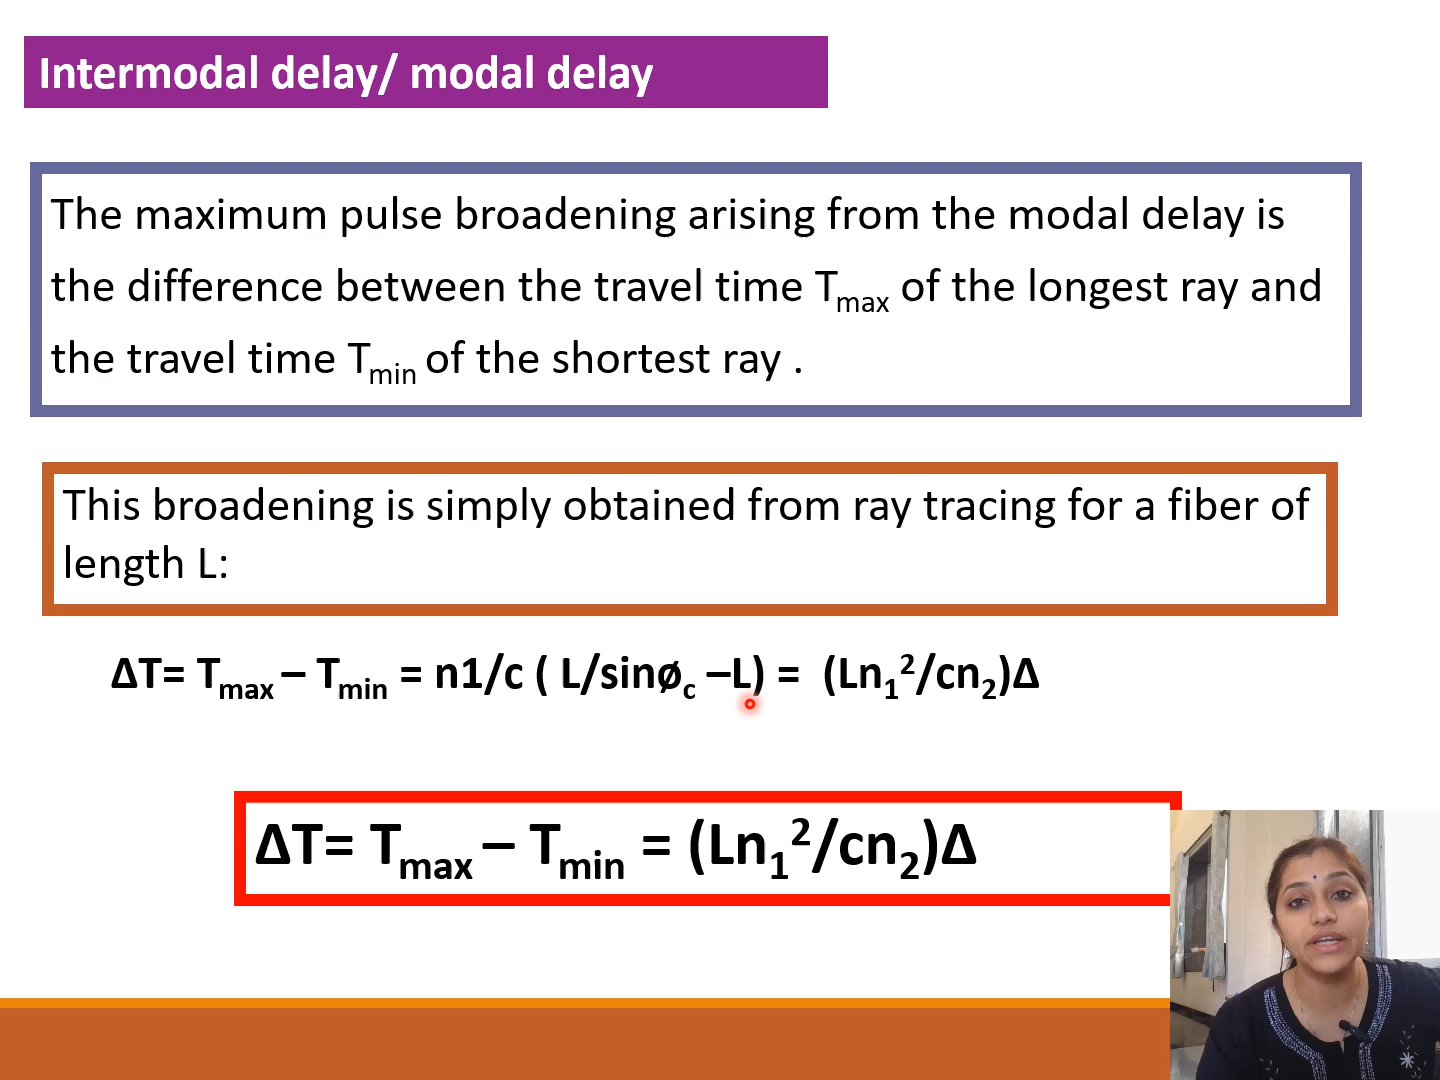 Intermodal delay/ modal delay
The maximum pulse broadening arising from the modal delay is
the difference between the travel time Tmax of the longest ray and
the travel time Tmin of the shortest ray .
This broadening is simply obtained from ray tracing for a fiber of
length L:
ΔT= Tmax – Tmin = n1/c ( L/sinøc –L) = (Ln₁²/cn₂)Δ
ΔT= Tmax – Tmin = (Ln₁²/cn₂)Δ